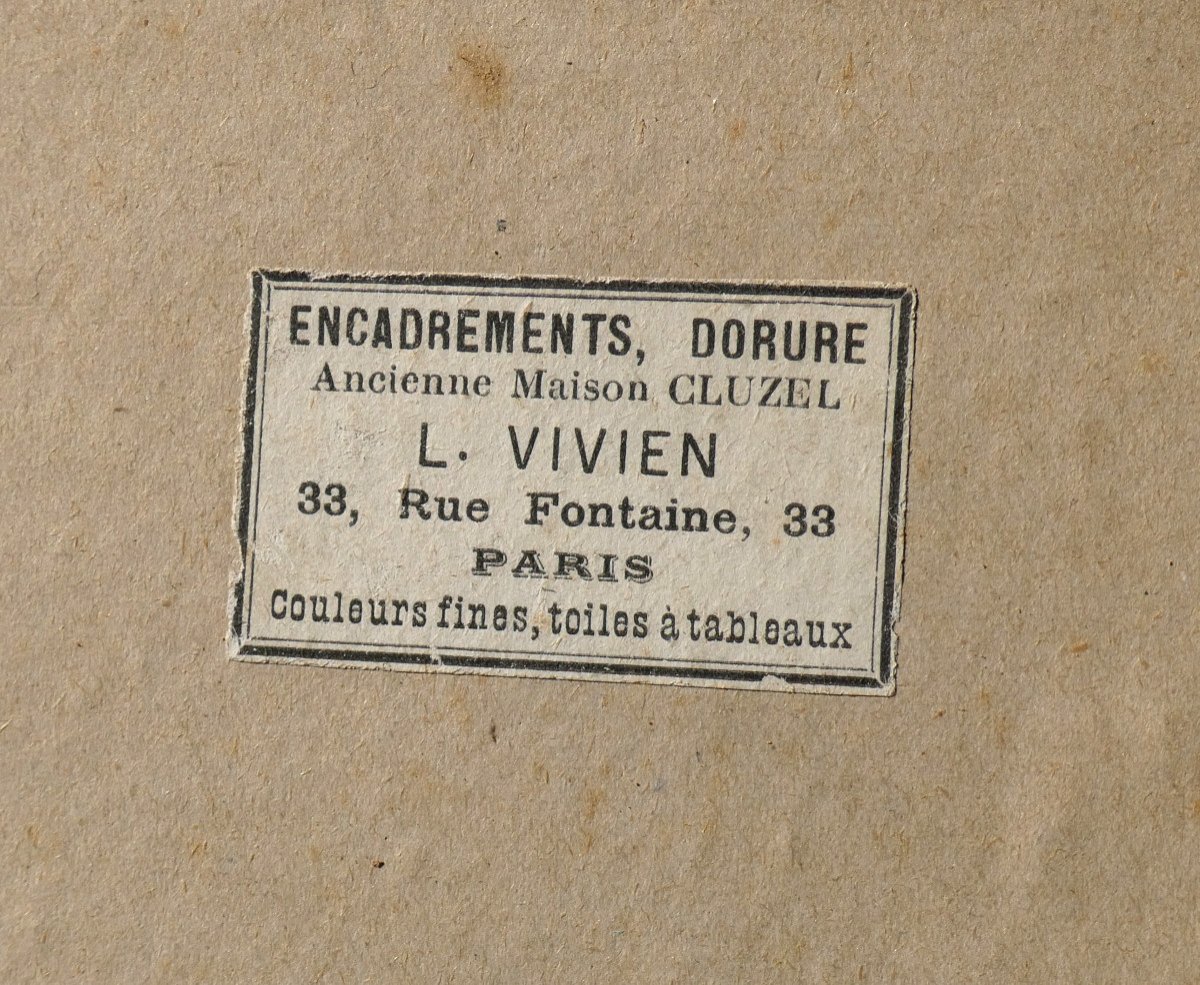 ENCADREMENTS, DORURE
Ancienne Maison CLUZEL
L. VIVIEN
33, Rue Fontaine, 33
PARIS
Couleurs fines, toiles à tableaux